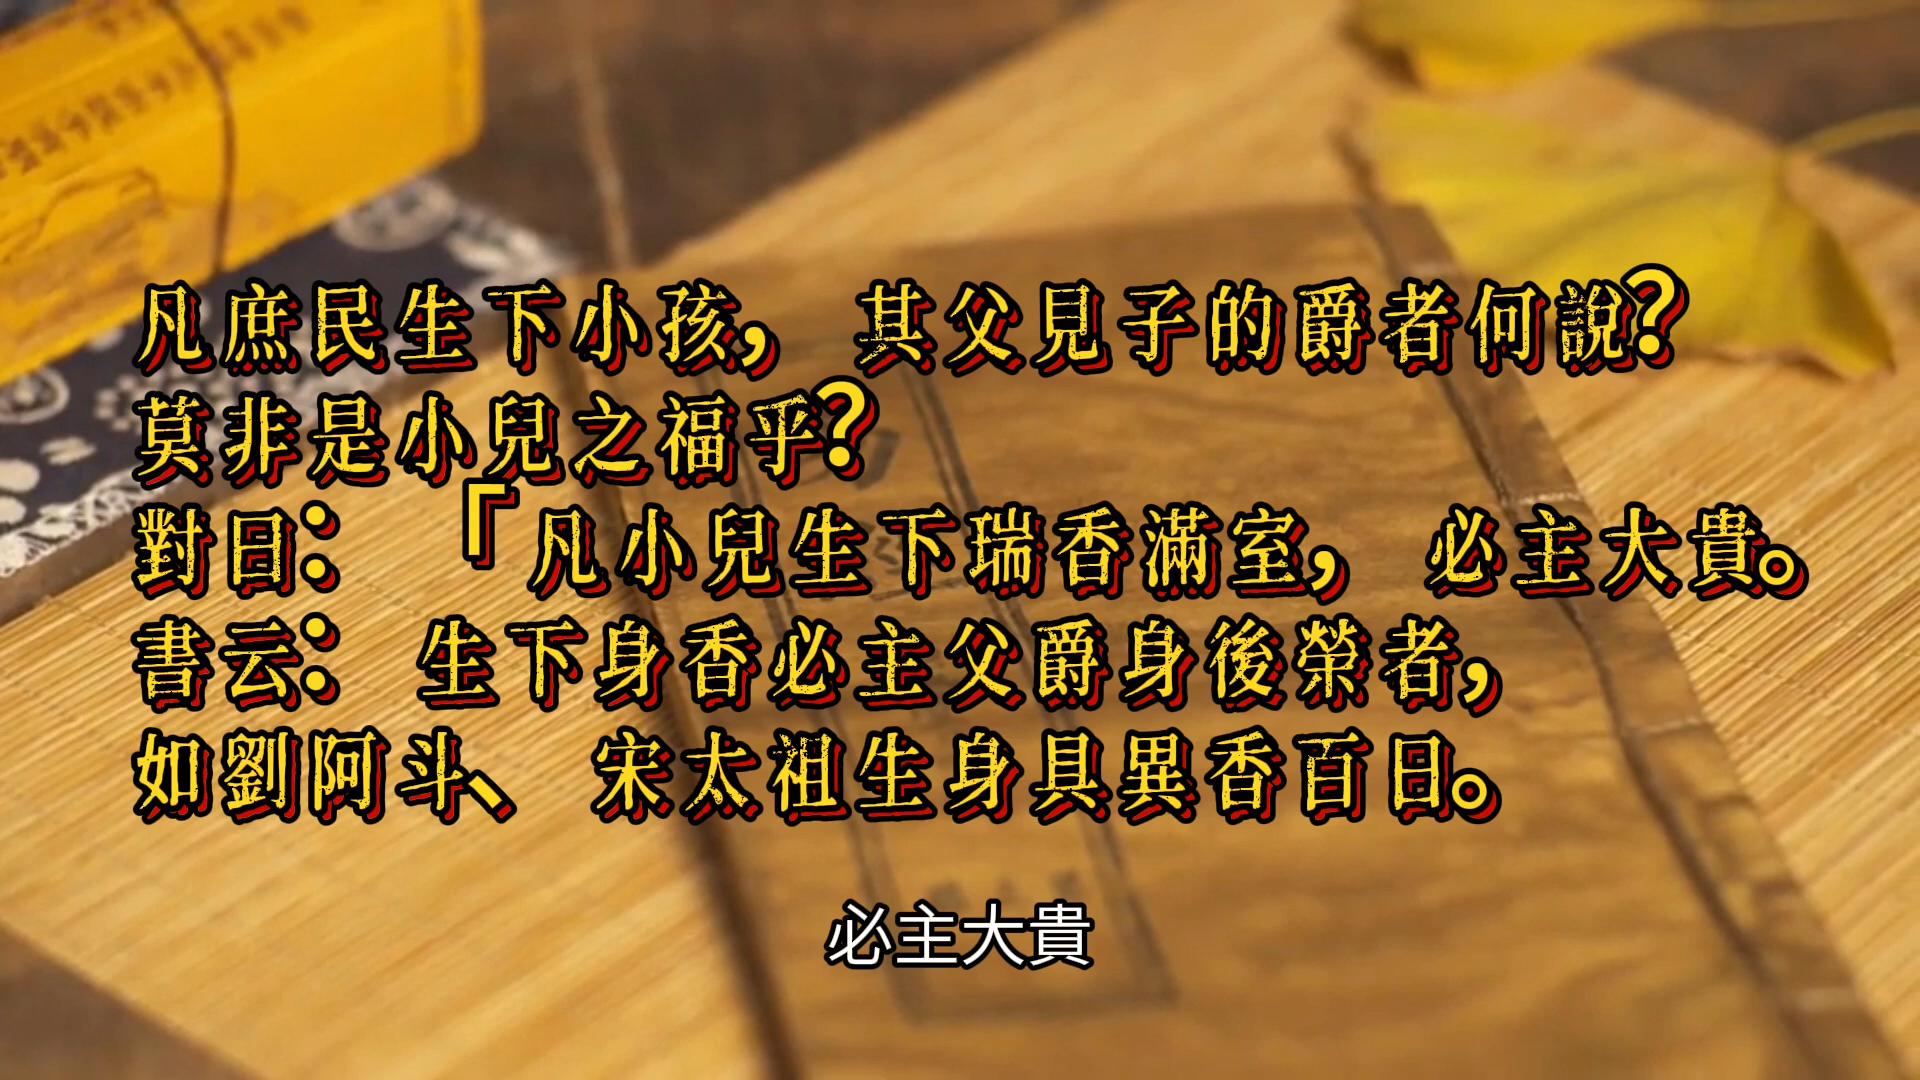 凡庶民生下小孩，其父見子的爵者何說？
莫非是小兒之福乎？
對曰：「凡小兒生下瑞香滿室，必主大貴。
書云：生下身香必主父爵身後榮者，
如劉阿斗、宋太祖生身具異香百日。
必主大貴